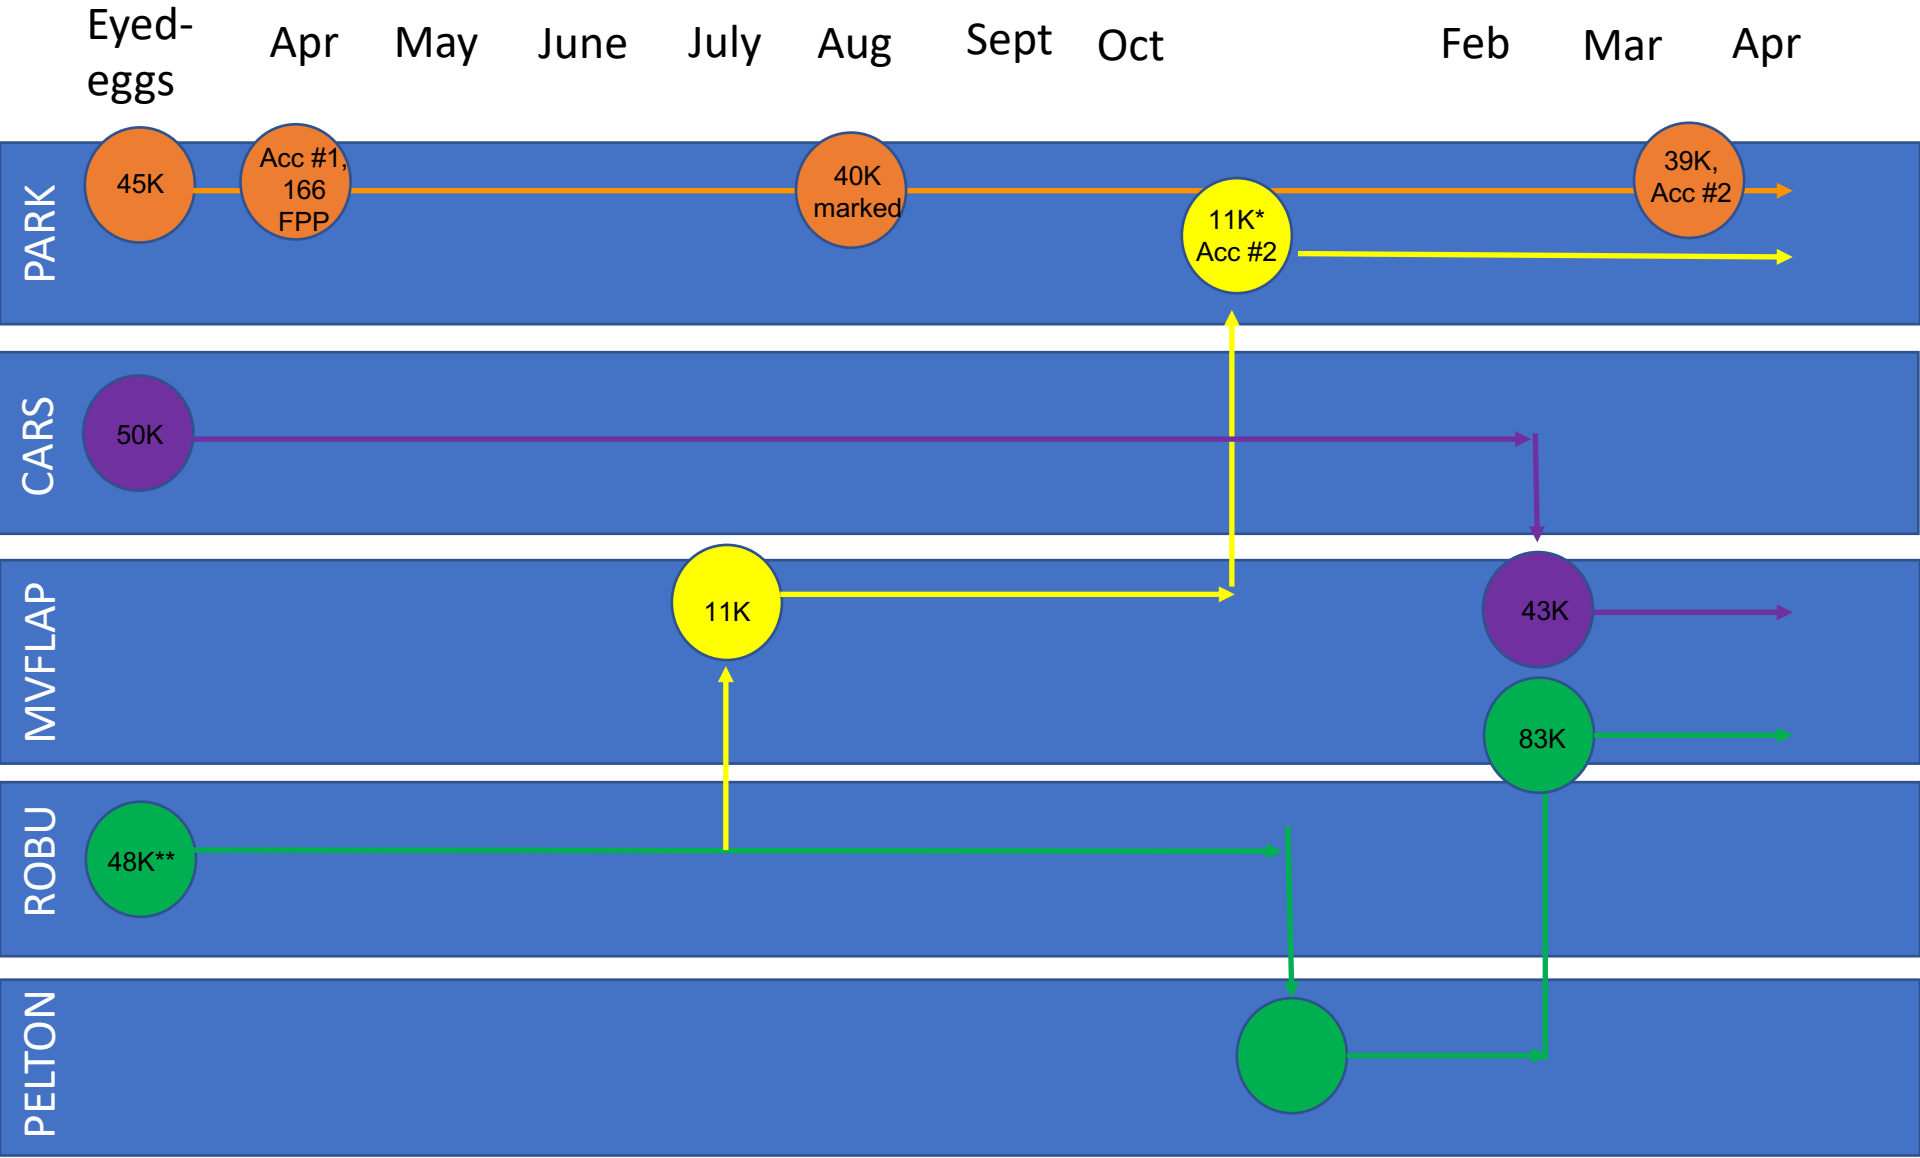 Eyed-
eggs
Apr
May
June
July
Aug
Sept
Oct
Feb
Mar
Apr
PARK
45K
Acc #1,
166
FPP
40K
marked
11K*
Acc #2
39K,
Acc #2
CARS
50K
MVFLAP
11K
43K
83K
ROBU
48K**
PELTON